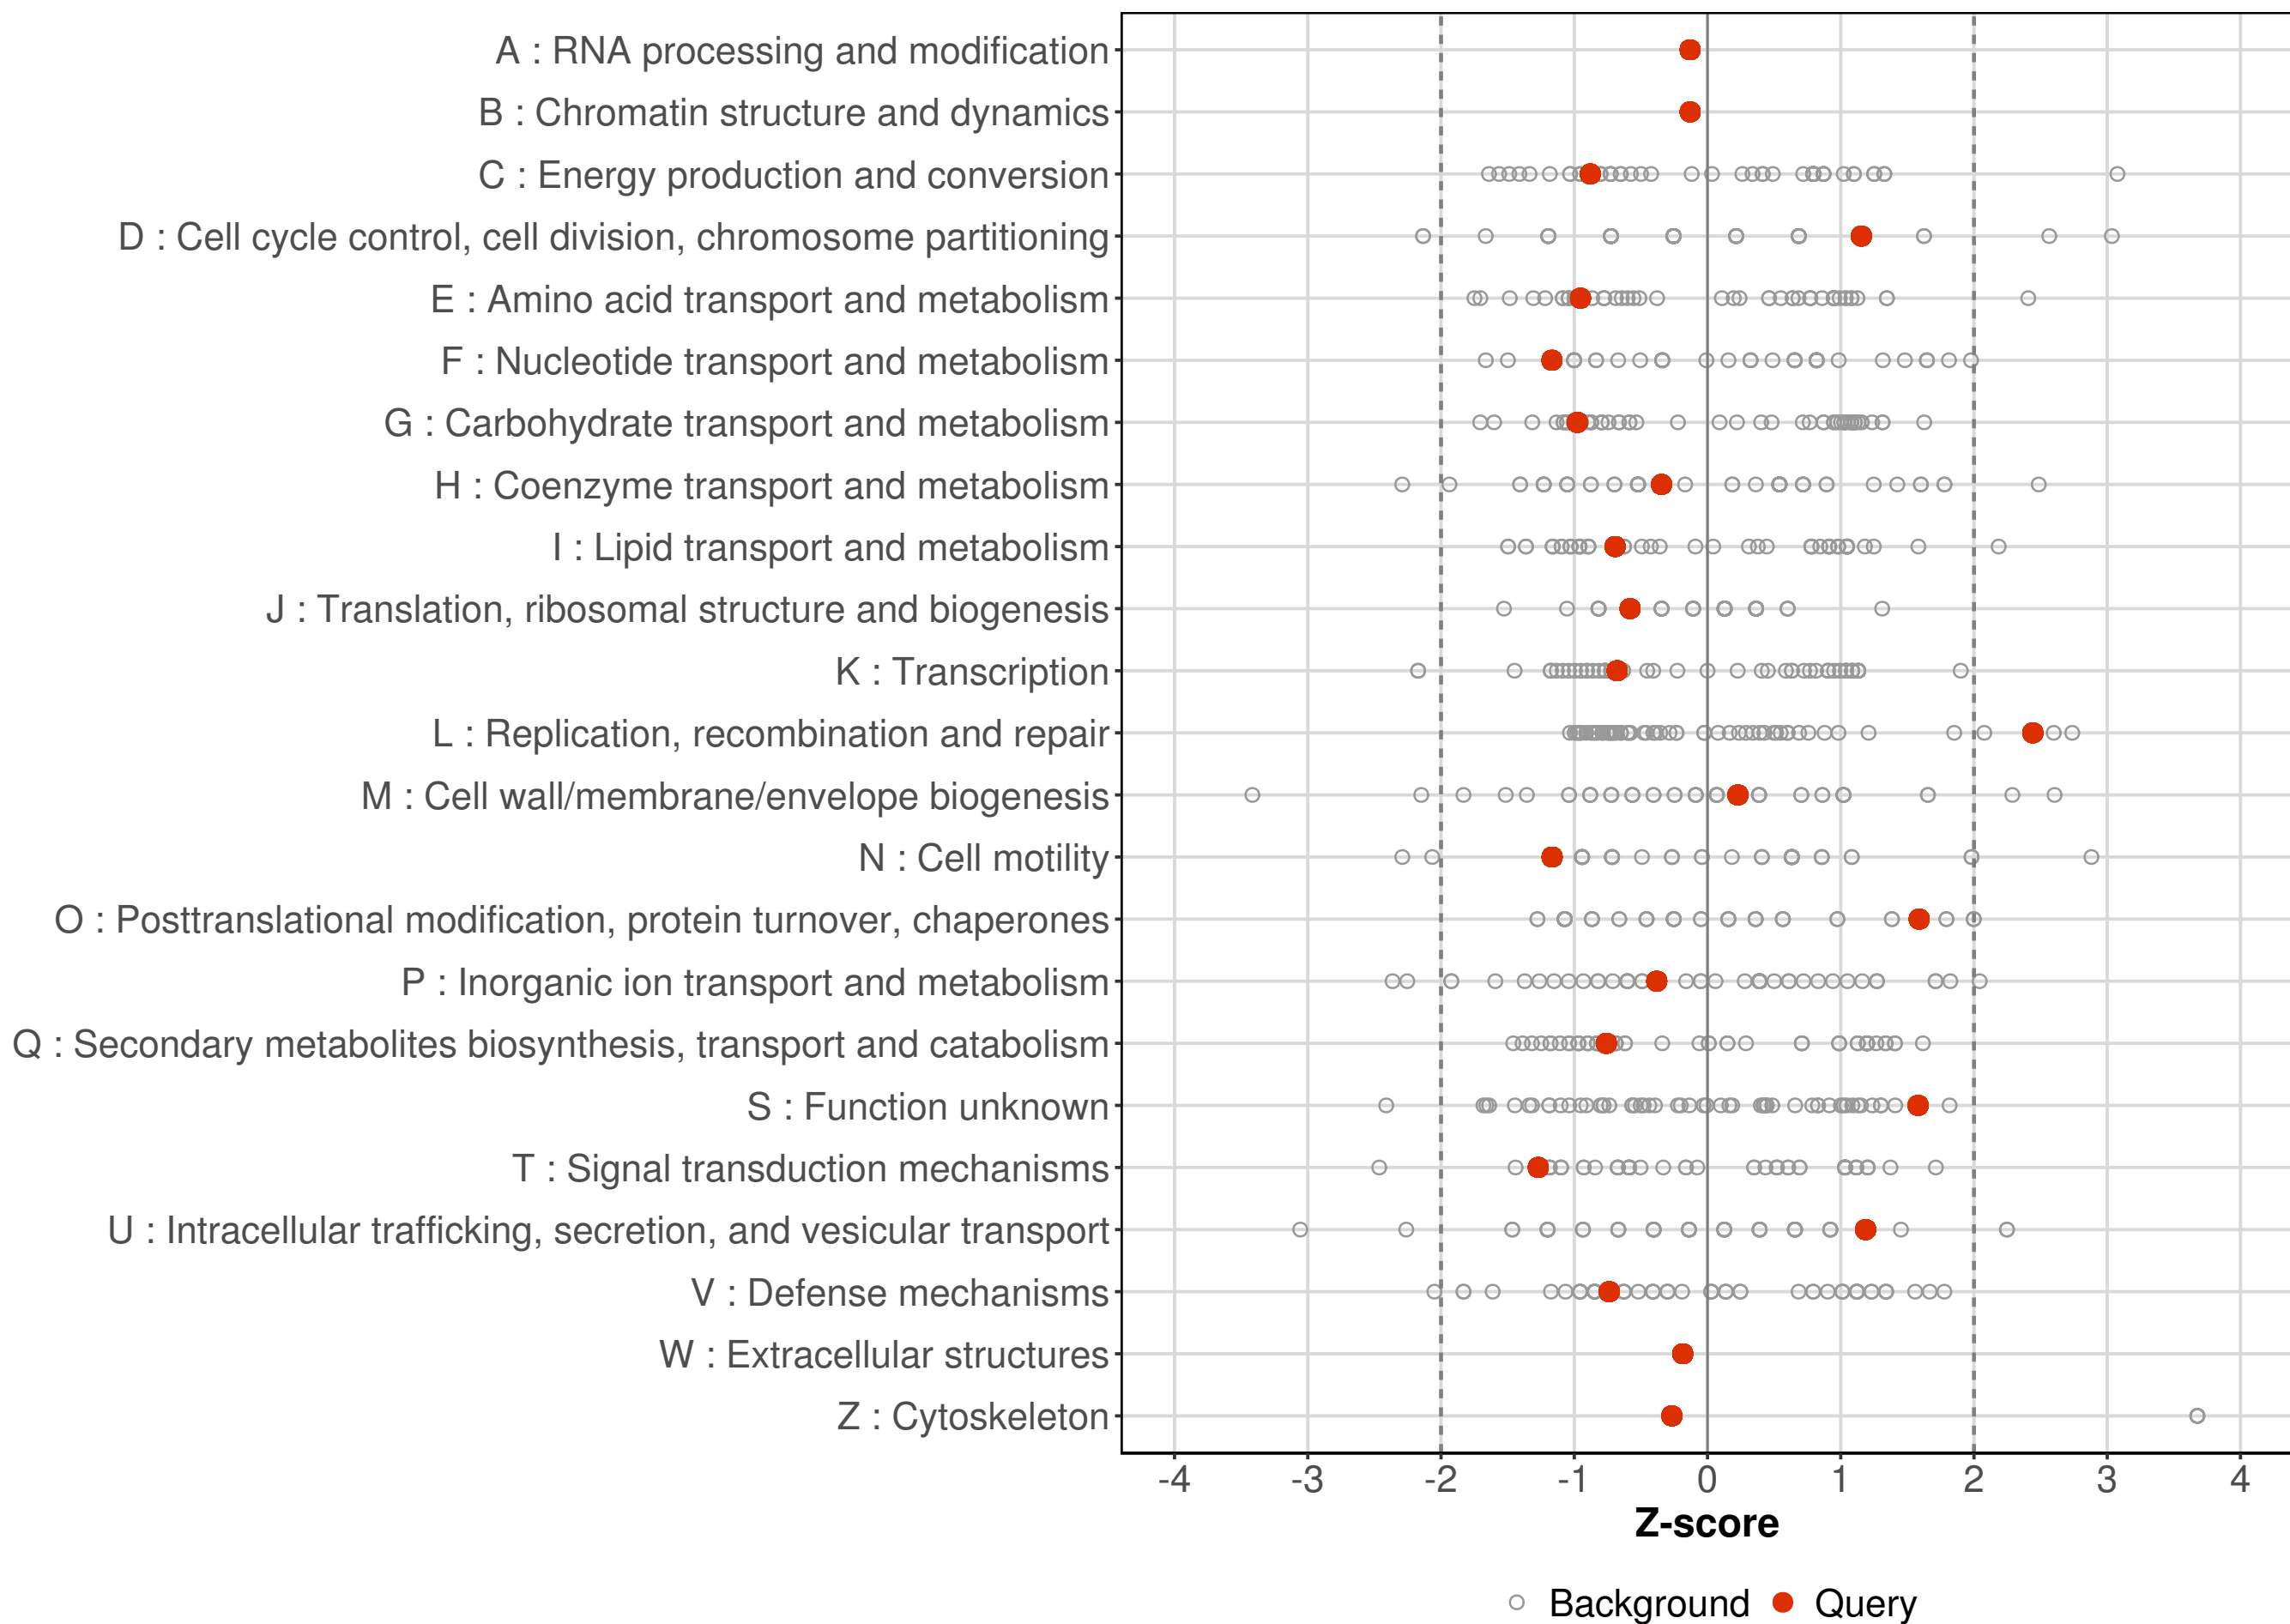 A : RNA processing and modification
B : Chromatin structure and dynamics
C : Energy production and conversion
D : Cell cycle control, cell division, chromosome partitioning
E : Amino acid transport and metabolism
F : Nucleotide transport and metabolism
G : Carbohydrate transport and metabolism
H : Coenzyme transport and metabolism
I : Lipid transport and metabolism
J : Translation, ribosomal structure and biogenesis
K : Transcription
L : Replication, recombination and repair
M : Cell wall/membrane/envelope biogenesis
N : Cell motility
O : Posttranslational modification, protein turnover, chaperones
P : Inorganic ion transport and metabolism
Q : Secondary metabolites biosynthesis, transport and catabolism
S : Function unknown
T : Signal transduction mechanisms
U : Intracellular trafficking, secretion, and vesicular transport
V : Defense mechanisms
W : Extracellular structures
Z : Cytoskeleton
-4 -3 -2 -1 0 1 2 3 4
Z-score
Background Query